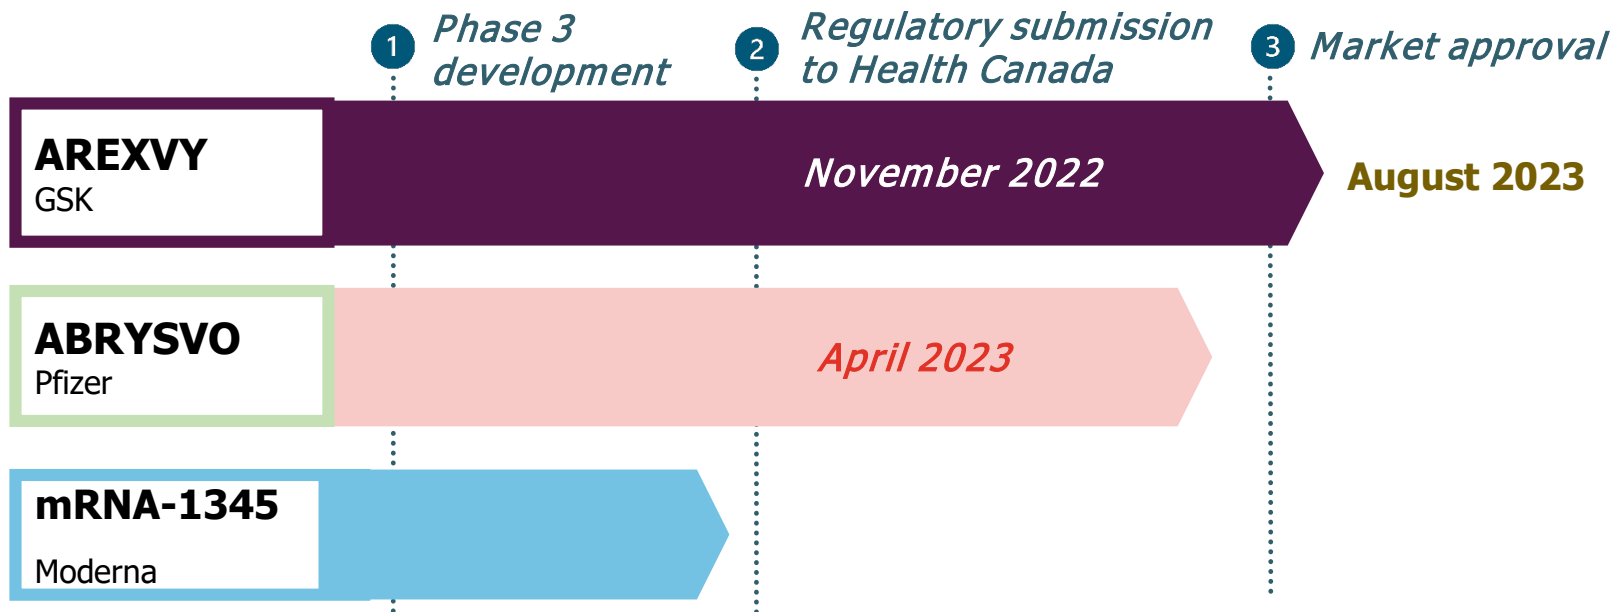 1
Phase 3
development
2
Regulatory submission
to Health Canada
3
Market approval
AREXVY
GSK
November 2022
August 2023
ABRYSVO
Pfizer
April 2023
mRNA-1345
Moderna